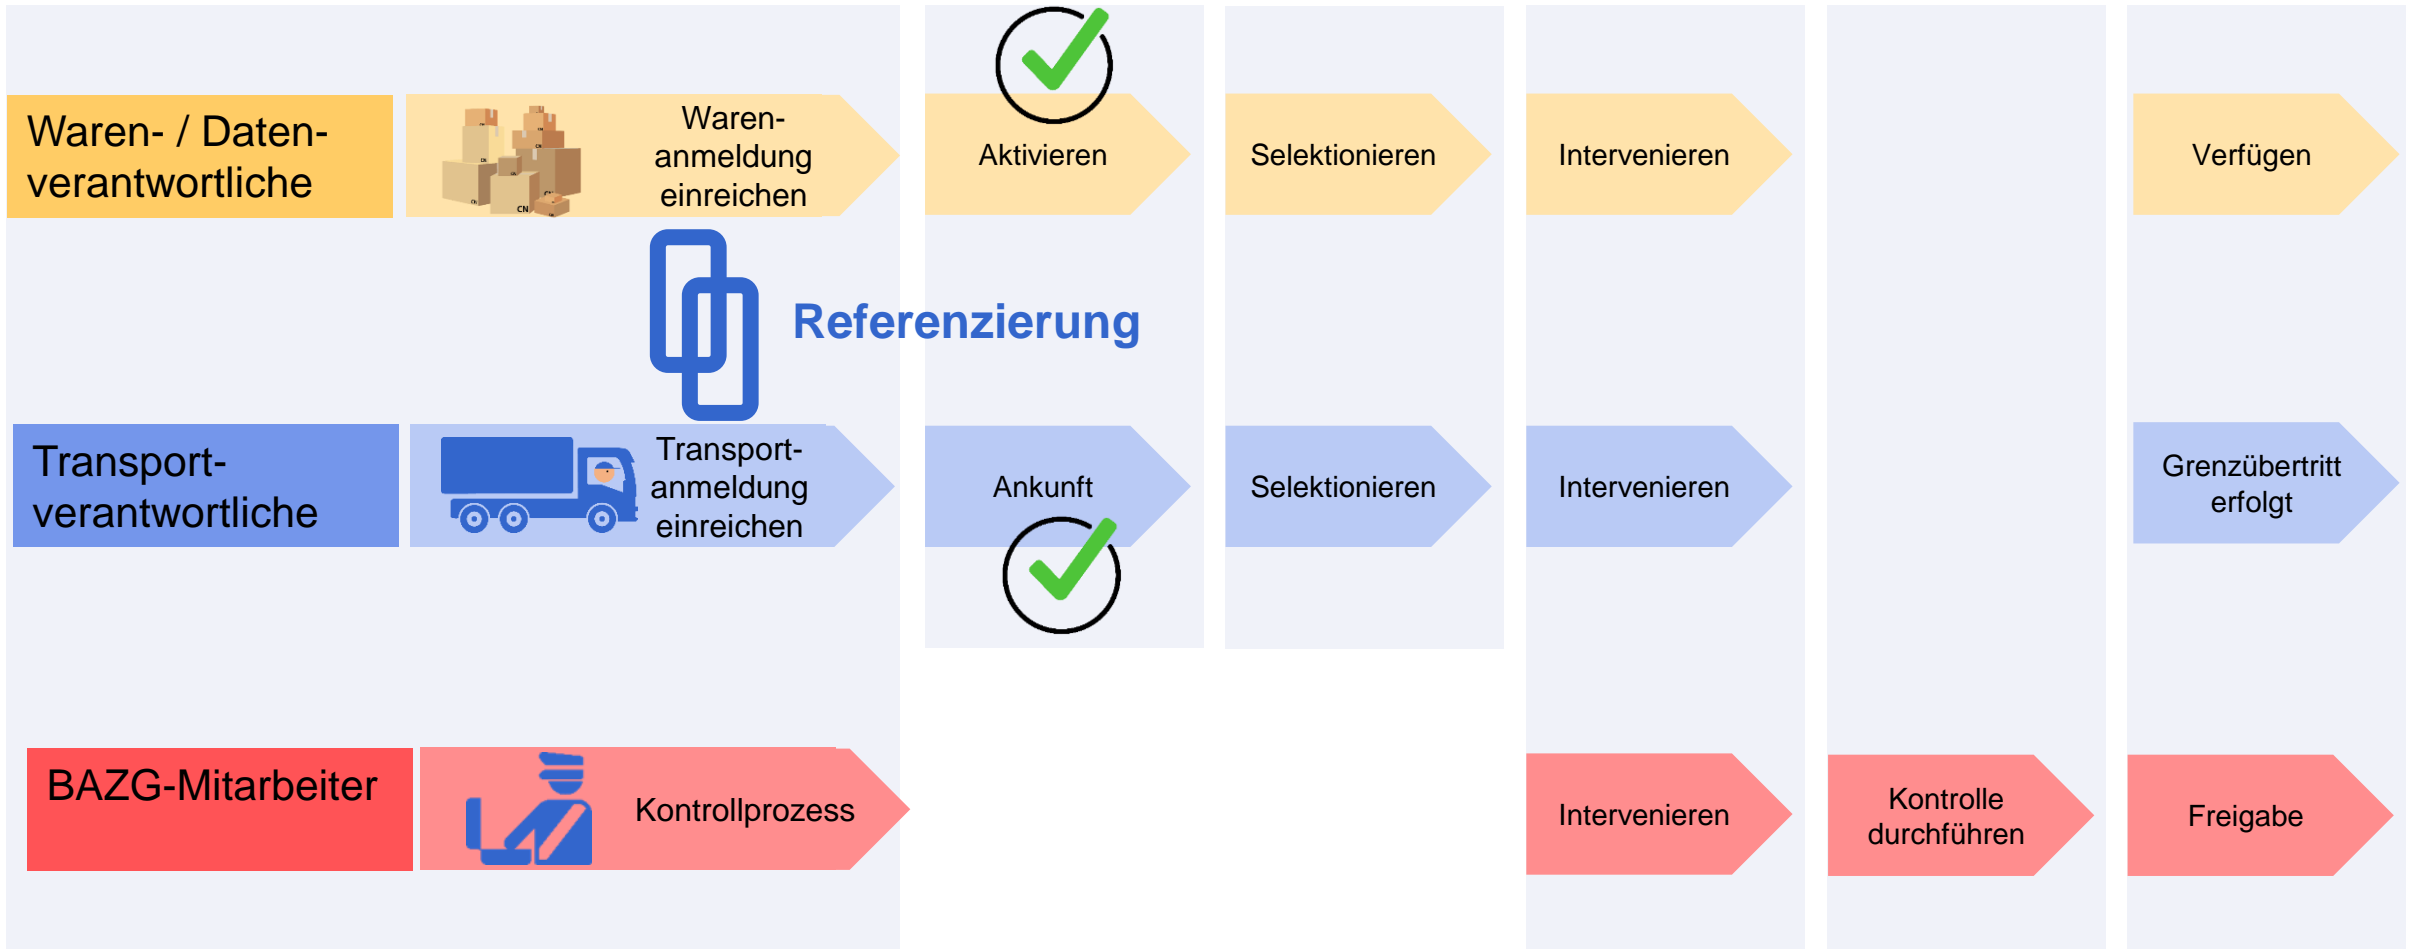 Waren- / Daten-
verantwortliche
Waren-
anmeldung
einreichen
Aktivieren
Selektionieren
Intervenieren
Verfügen
CN
Referenzierung
Transport-
verantwortliche
Transport-
anmeldung
einreichen
Ankunft
Selektionieren
Intervenieren
Grenzübertritt
erfolgt
BAZG-Mitarbeiter
Kontrollprozess
Intervenieren
Kontrolle
durchführen
Freigabe